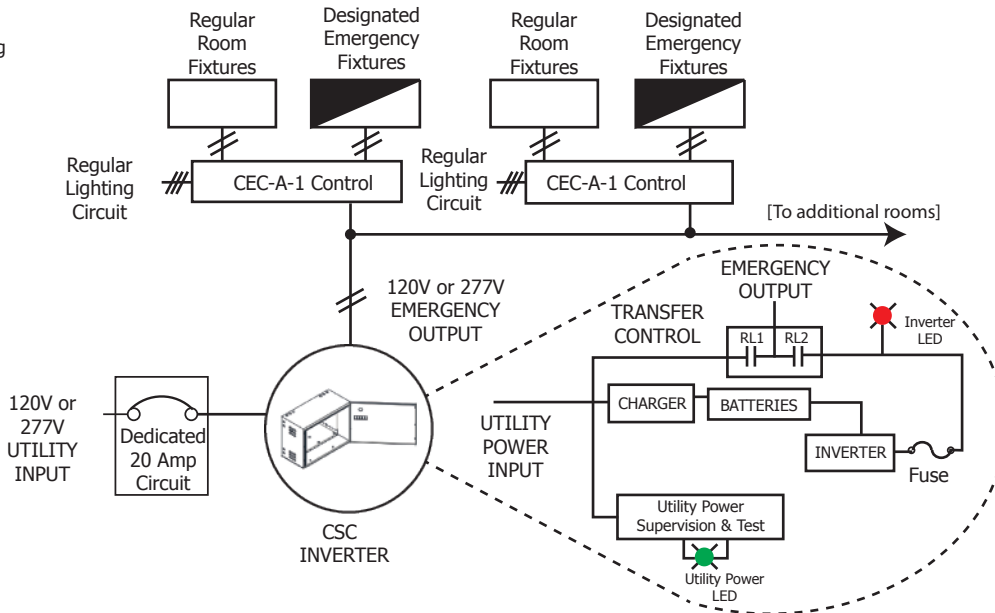 g
Regular
Room
Fixtures
Designated
Emergency
Fixtures
Regular
Room
Fixtures
Designated
Emergency
Fixtures
Regular
Lighting
Circuit
CEC-A-1 Control
Regular
Lighting
Circuit
CEC-A-1 Control
[To additional rooms]
120V or 277V
EMERGENCY
OUTPUT
EMERGENCY
OUTPUT
TRANSFER
CONTROL
RL1
RL2
Inverter
LED
120V or
277V
UTILITY
INPUT
Dedicated
20 Amp
Circuit
CSC
INVERTER
UTILITY
POWER
INPUT
CHARGER
BATTERIES
INVERTER
Fuse
Utility Power
Supervision & Test
Utility Power
LED